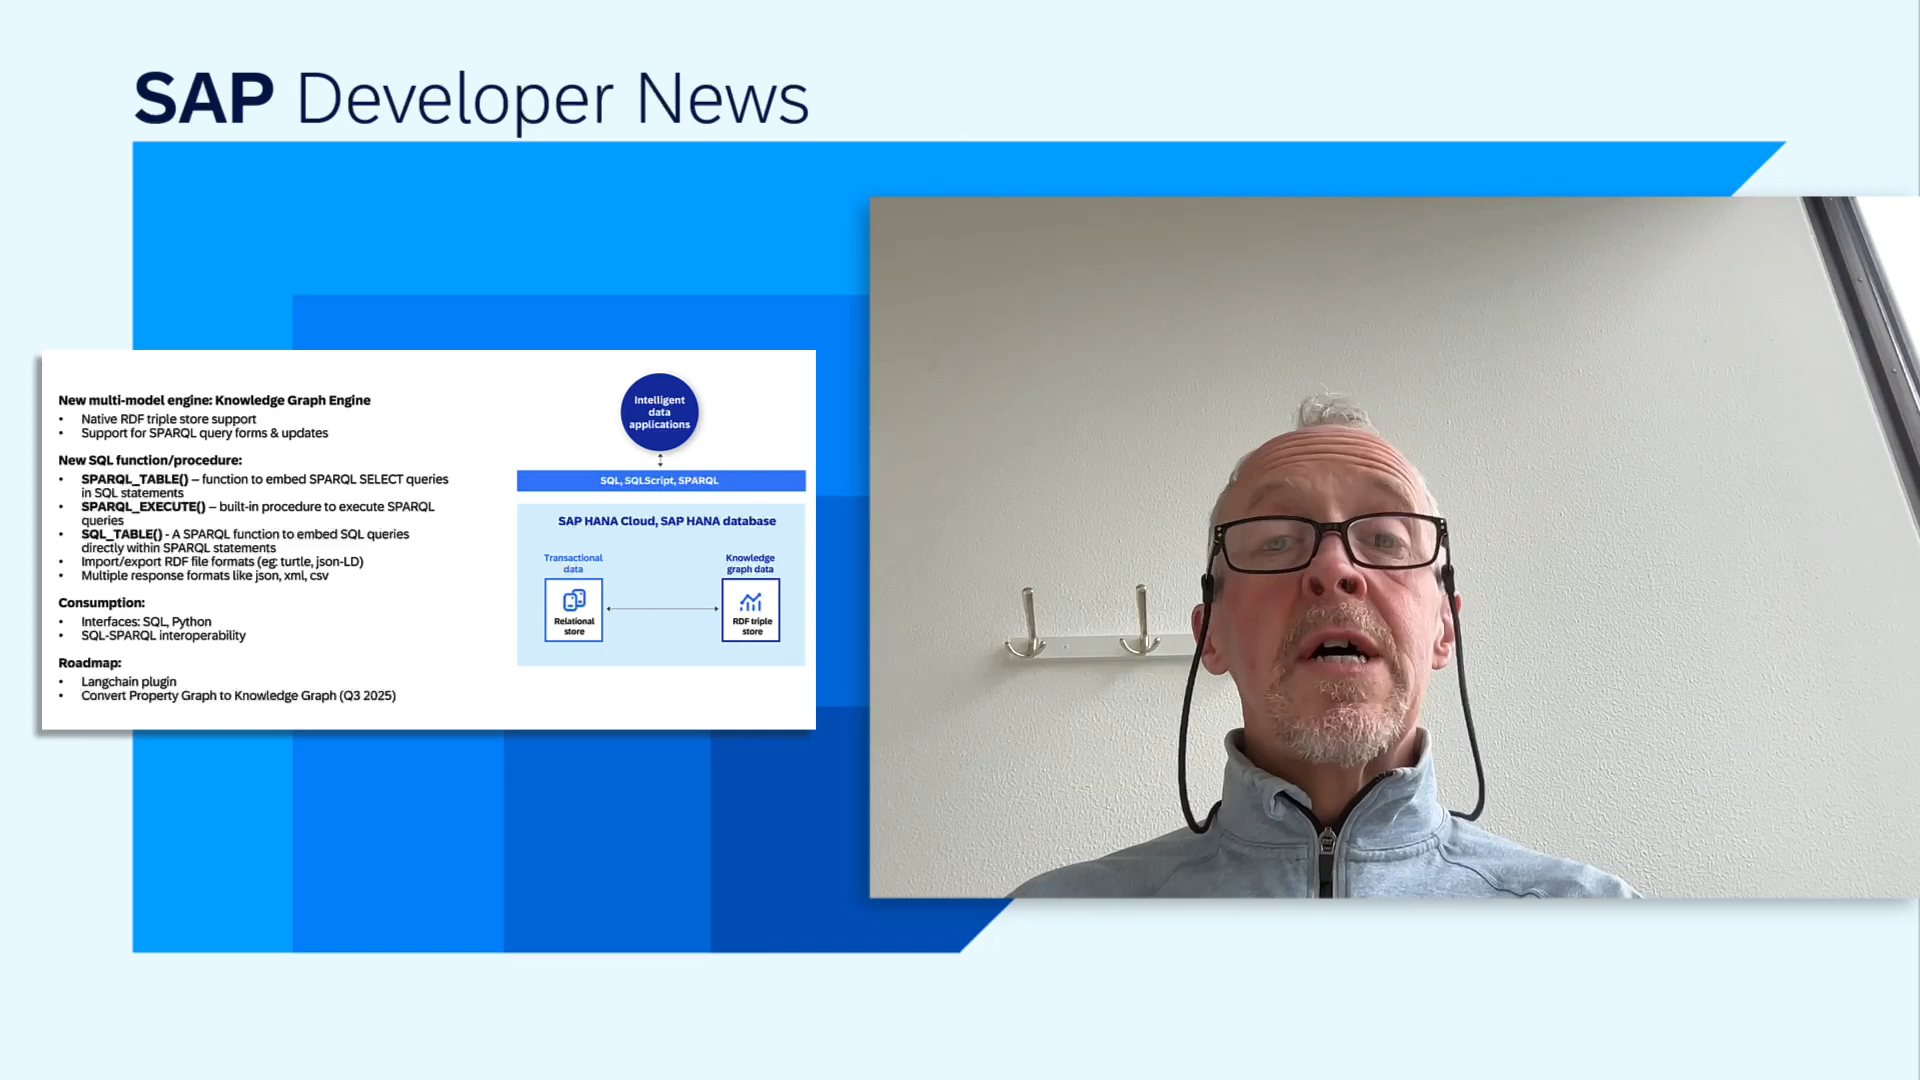 SAP Developer News
New multi-model engine: Knowledge Graph Engine
• Native RDF triple store support
• Support for SPARQL query forms & updates
New SQL function/procedure:
• SPARQL_TABLE() – function to embed SPARQL SELECT queries
in SQL statements
• SPARQL_EXECUTE() – built-in procedure to execute SPARQL
queries
• SQL_TABLE() - A SPARQL function to embed SQL queries
directly within SPARQL statements
• Import/export RDF file formats (eg: turtle, json-LD)
• Multiple response formats like json, xml, csv
Consumption:
• Interfaces: SQL, Python
• SQL-SPARQL interoperability
Roadmap:
• Langchain plugin
• Convert Property Graph to Knowledge Graph (Q3 2025)
Intelligent
data
applications
SQL, SQLScript, SPARQL
SAP HANA Cloud, SAP HANA database
Transactional
data
Relational
store
Knowledge
graph data
RDF triple
store